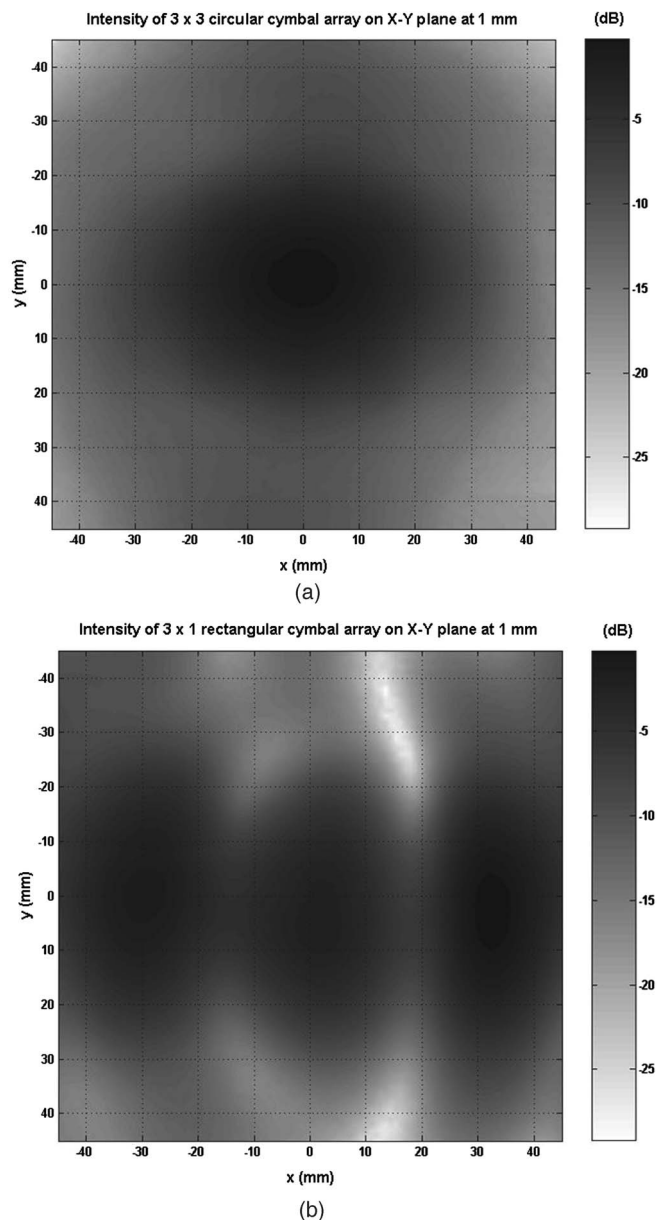 Intensity of 3 x 3 circular cymbal array on X-Y plane at 1 mm
(dB)
-40
-30
-20
-10
0
10
20
30
40
y (mm)
-40 -30 -20 -10 0 10 20 30 40
x (mm)
-5
-10
-15
-20
-25
(a)
Intensity of 3 x 1 rectangular cymbal array on X-Y plane at 1 mm
(dB)
-40
-30
-20
-10
0
10
20
30
40
y (mm)
-40 -30 -20 -10 0 10 20 30 40
x (mm)
-5
-10
-15
-20
-25
(b)